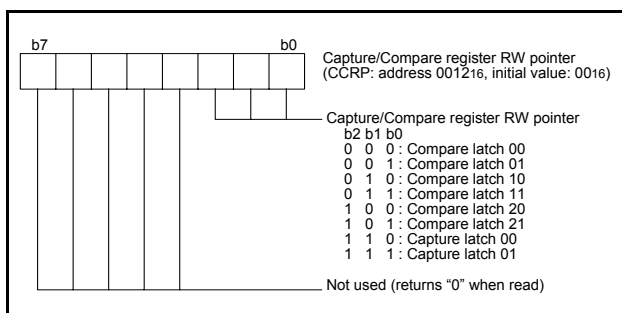 b7 b0
Capture/Compare register RW pointer
(CCRP: address 001216, initial value: 0016)
Capture/Compare register RW pointer
b2 b1 b0
0 0 0 : Compare latch 00
0 0 1 : Compare latch 01
0 1 0 : Compare latch 10
0 1 1 : Compare latch 11
1 0 0 : Compare latch 20
1 0 1 : Compare latch 21
1 1 0 : Capture latch 00
1 1 1 : Capture latch 01
Not used (returns “0” when read)